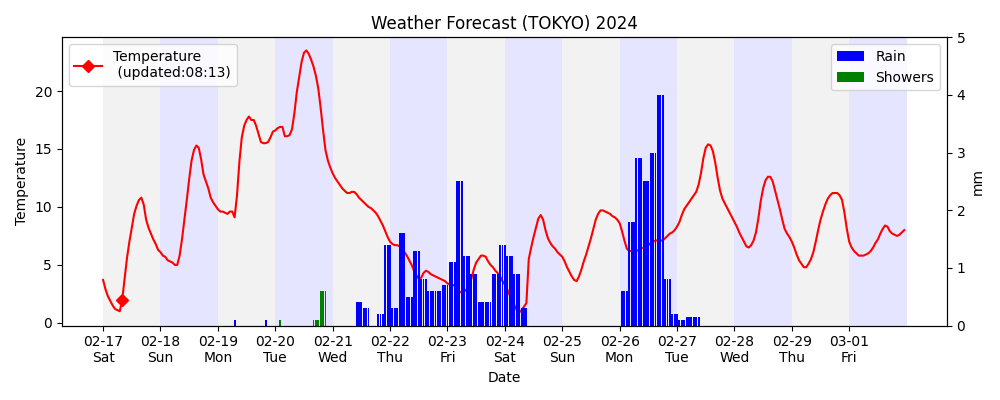 Weather Forecast (TOKYO) 2024
Temperature
(updated:08:13)
Rain
Showers
Temperature
20
15
10
5
0
5
4
3
2
1
0
mm
02-17 02-18 02-19 02-20 02-21 02-22 02-23 02-24 02-25 02-26 02-27 02-28 02-29 03-01
Sat Sun Mon Tue Wed Thu Fri Sat Sun Mon Tue Wed Thu Fri
Date